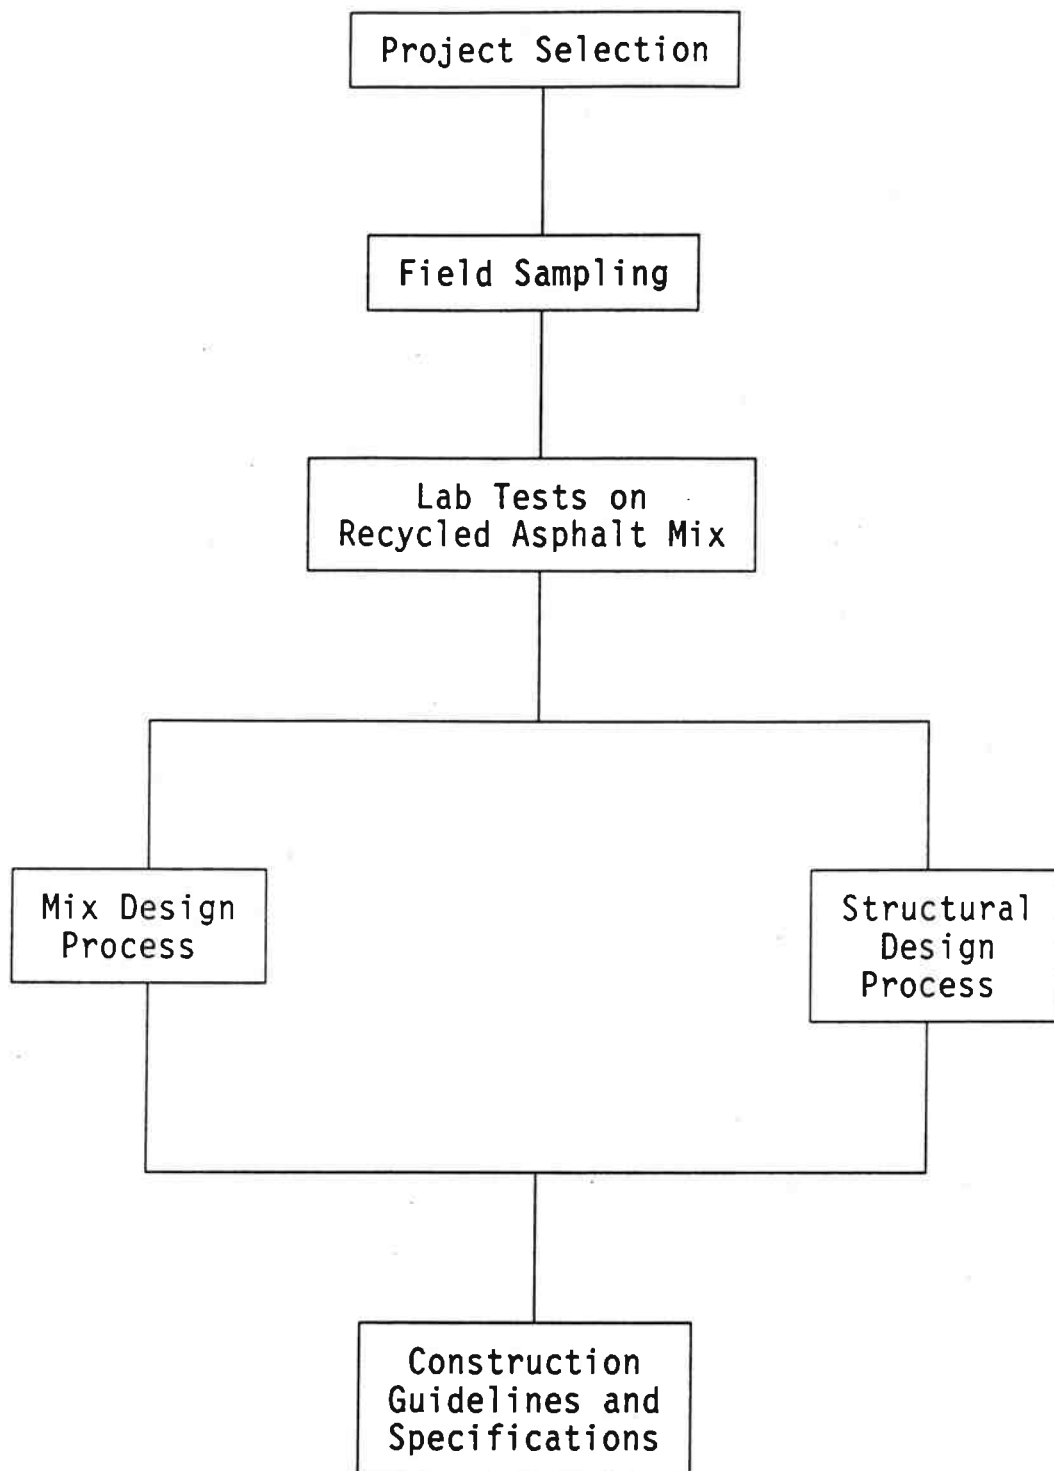 Project Selection
Field Sampling
Lab Tests on
Recycled Asphalt Mix
Mix Design
Process
Structural
Design
Process
Construction
Guidelines and
Specifications